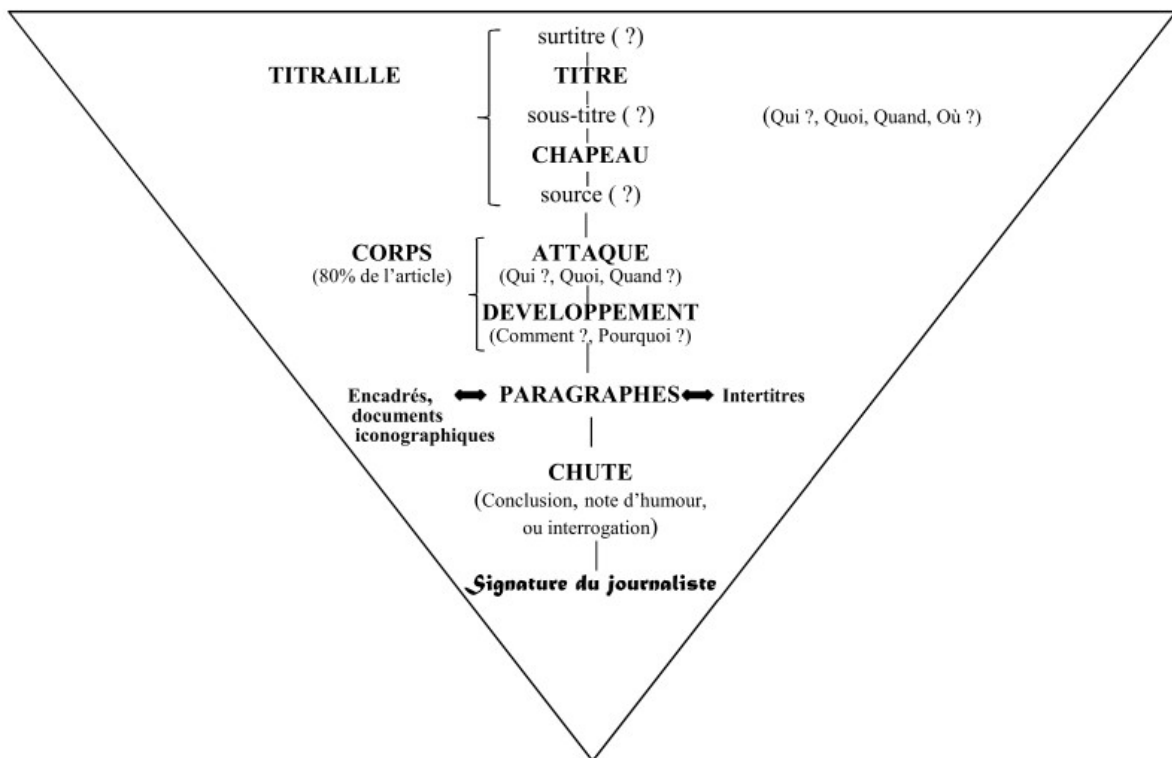 surtitre ( ?)
TITRAILLE
TITRE
sous-titre ( ?)
(Qui ?, Quoi, Quand, Où ?)
CHAPEAU
source ( ?)
CORPS
(80% de l’article)
ATTAQUE
(Qui ?, Quoi, Quand ?)
DEVELOPPEMENT
(Comment ?, Pourquoi ?)
Encadrés,
documents
iconographiques
PARAGRAPHES
Intertitres
CHUTE
(Conclusion, note d’humour,
ou interrogation)
Signature du journaliste